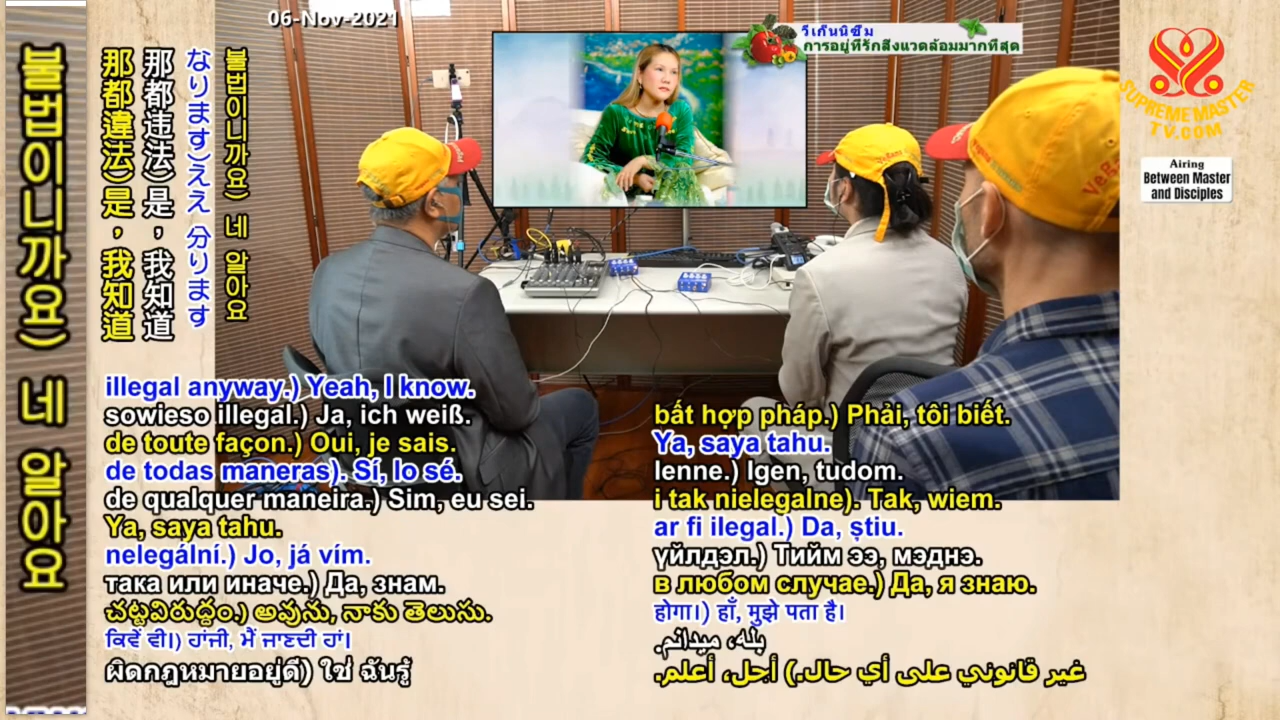 06-Nov-2021
วีเก้นนิซึม
การอยู่ที่รักสิ่งแวดล้อมมากที่สุด
SUPREME MASTER
TV.COM
Airing
Between Master
and Disciples
불법이니까요) 네 알아요
那都違法)是，我知道
那都违法)是，我知道
なります)ええ 分ります
불법이니까요) 네 알아요
illegal anyway.) Yeah, I know.
sowieso illegal.) Ja, ich weiß.
de toute façon.) Oui, je sais.
de todas maneras). Sí, lo sé.
de qualquer maneira.) Sim, eu sei.
Ya, saya tahu.
nelegální.) Jo, já vím.
така или иначе.) Да, знам.
చట్టవిరుద్ధం.) అవును, నాకు తెలుసు.
ਕਿਵੇਂ ਵੀ।) ਹਾਂਜੀ, ਮੈਂ ਜਾਣਦੀ ਹਾਂ।
ผิดกฎหมายอยู่ดี) ใช่ ฉันรู้
bất hợp pháp.) Phải, tôi biết.
Ya, saya tahu.
lenne.) Igen, tudom.
i tak nielegalne). Tak, wiem.
ar fi ilegal.) Da, știu.
үйлдэл.) Тийм ээ, мэднэ.
в любом случае.) Да, я знаю.
होगा।) हाँ, मुझे पता है।
بله، میدانم.
غير قانوني على أي حال.) أجل، أعلم.